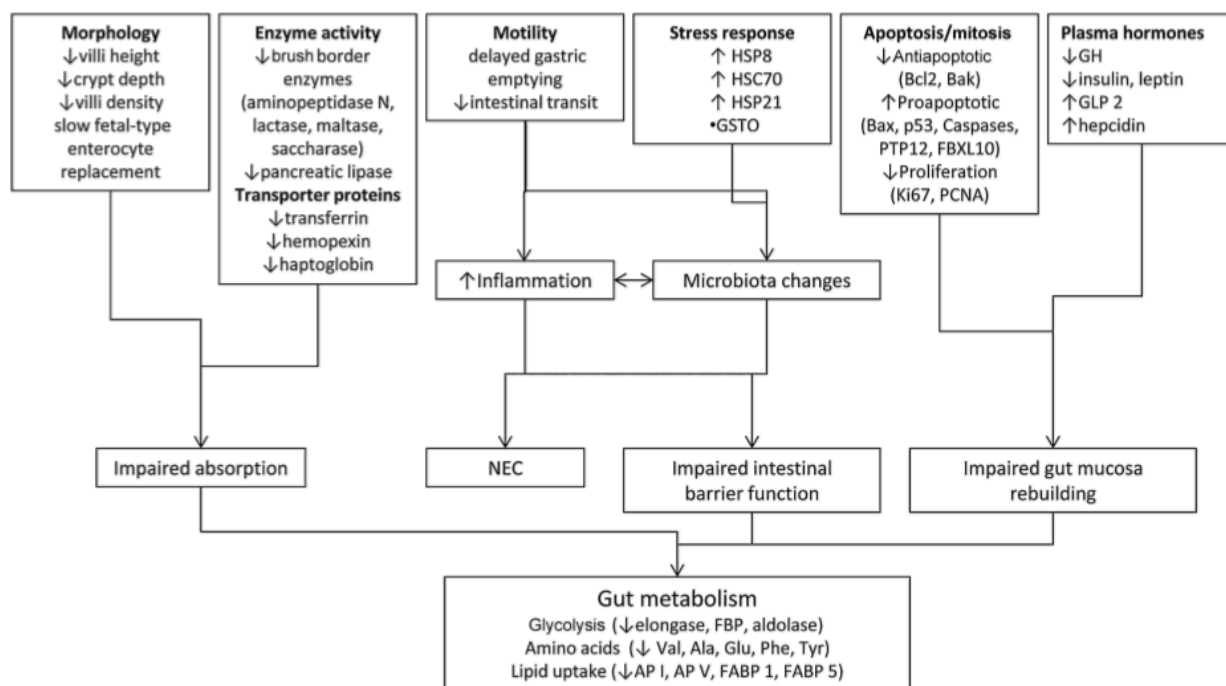 Morphology
↓villi height
↓crypt depth
↓villi density
slow fetal-type
enterocyte
replacement
Enzyme activity
↓brush border
enzymes
(aminopeptidase N,
lactase, maltase,
saccharase)
↓pancreatic lipase
Transporter proteins
↓transferrin
↓hemopexin
↓haptoglobin
Motility
delayed gastric
emptying
↓intestinal transit
Stress response
↑ HSP8
↑ HSC70
↑ HSP21
•GSTO
Apoptosis/mitosis
↓Antiapoptotic
(Bcl2, Bak)
↑Proapoptotic
(Bax, p53, Caspases,
PTP12, FBXL10)
↓Proliferation
(Ki67, PCNA)
Plasma hormones
↓GH
↓insulin, leptin
↑GLP 2
↑hepcidin
↑Inflammation
Microbiota changes
Impaired absorption
NEC
Impaired intestinal
barrier function
Impaired gut mucosa
rebuilding
Gut metabolism
Glycolysis (↓elongase, FBP, aldolase)
Amino acids (↓ Val, Ala, Glu, Phe, Tyr)
Lipid uptake (↓AP I, AP V, FABP 1, FABP 5)